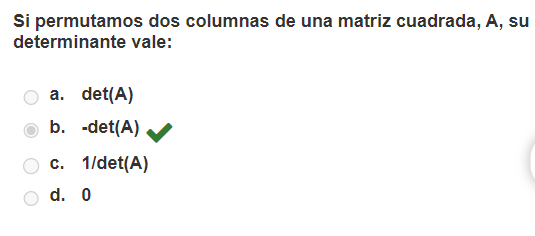 Si permutamos dos columnas de una matriz cuadrada, A, su
determinante vale:
a. det(A)
b. -det(A)
c. 1/det(A)
d. 0